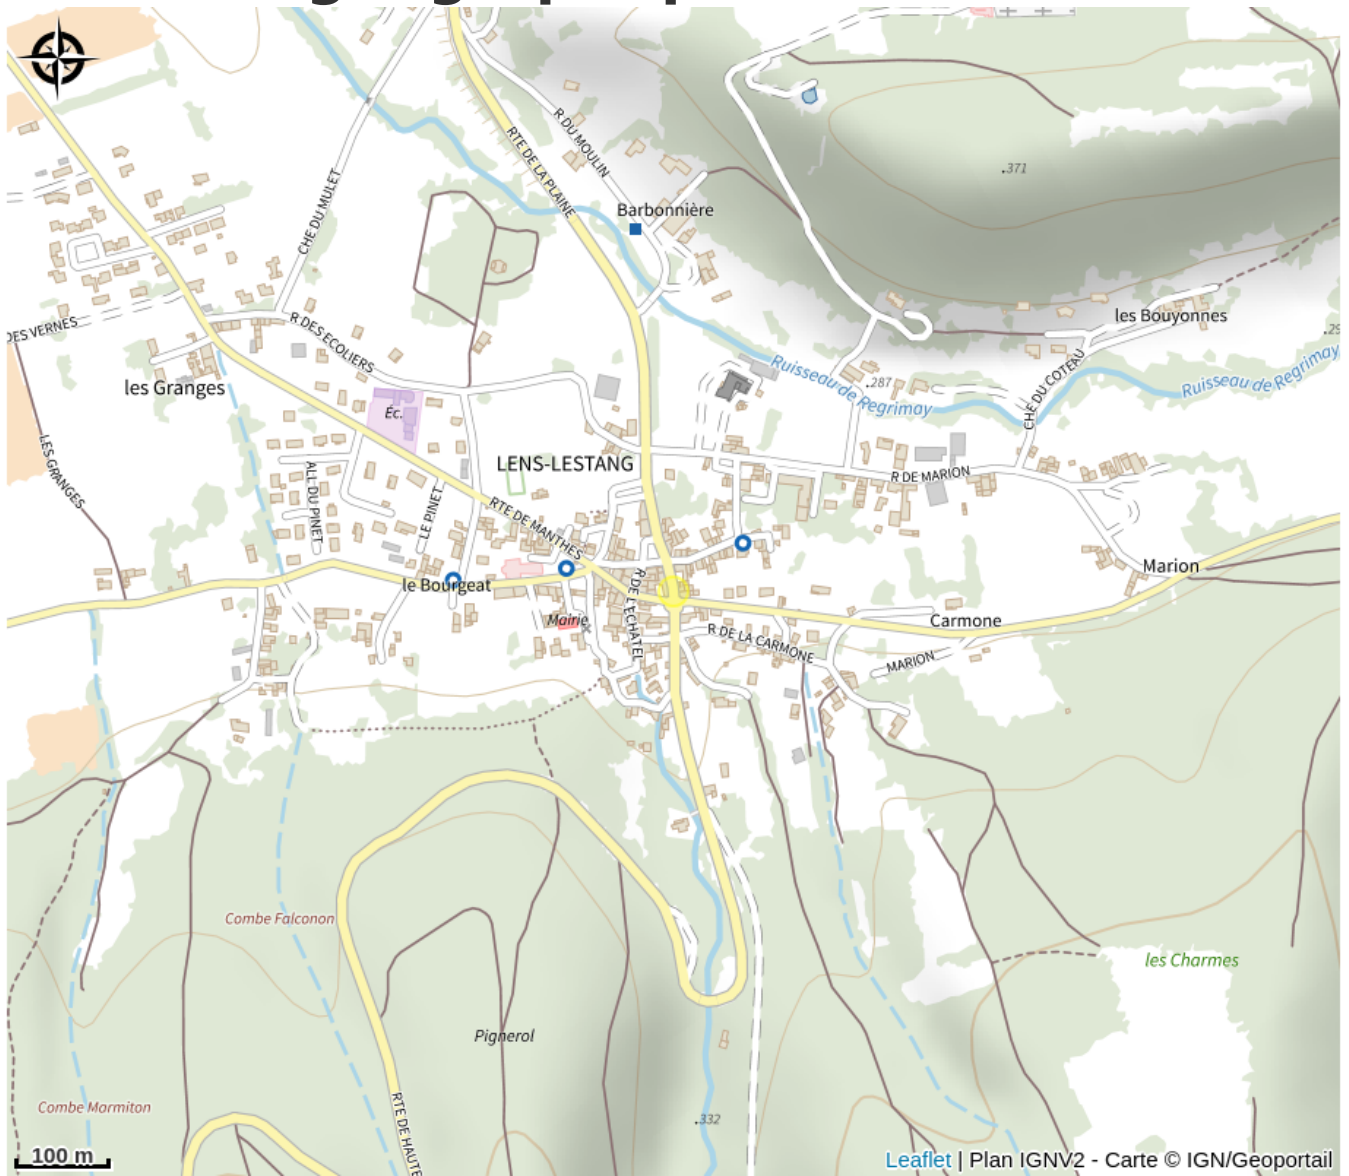 .371
R DU MOULIN
RTE DE LA PLAINE
CHE DU MULET
Barbonnière
DES VERNES
R DES ECOLIERS
les Bouyonnes
les Granges
Ruisseau de Regrimay
.287
Ruisseau de Regrimay
CHE DU COTEAU
Éc.
LES GRANGES
LENS-LESTANG
ALL DU PINET
LE PINET
R DE MARION
RTE DE MANTHES
le Bourgeat
Marion
R DE L'ECHATEL
Mairie
Carmone
R DE LA CARMONE
MARION
Combe Falconon
les Charmes
Pignerol
Combe Marmiton
RTE DE HAUTE
.332
100 m
Leaflet | Plan IGNV2 - Carte © IGN/Geoportail